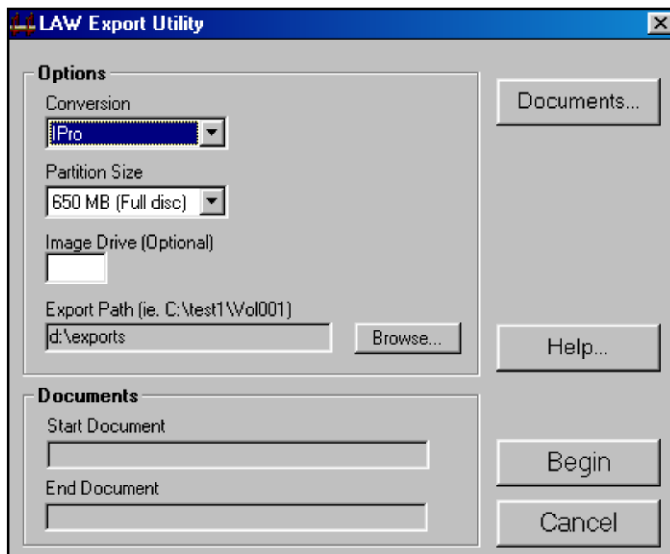 LAW Export Utility
Options
Conversion
IPro
Documents...
Partition Size
650 MB (Full disc)
Image Drive (Optional)
Export Path (ie. C:\test1\Vol001)
d:\exports
Browse...
Help...
Documents
Start Document
Begin
End Document
Cancel